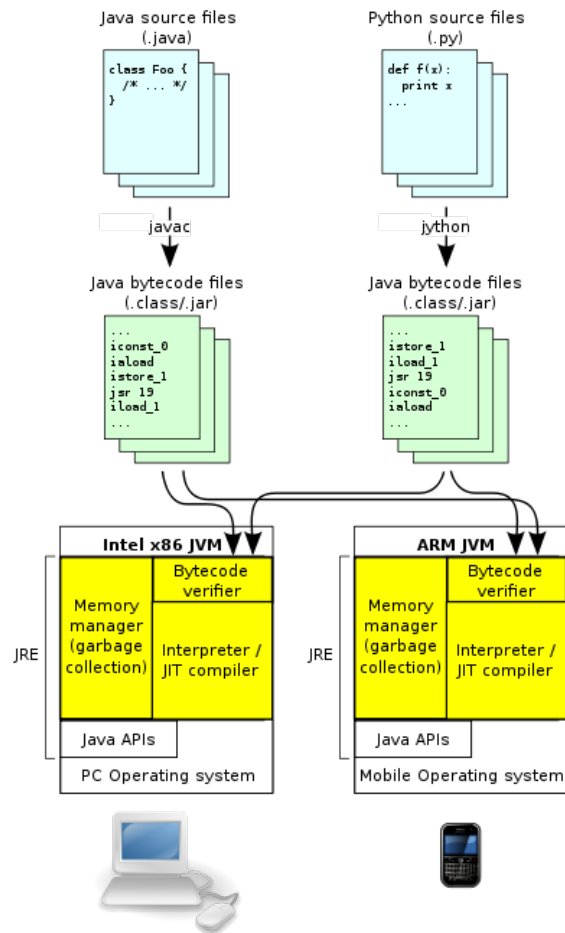 Java source files
(.java)
class Foo {
/* ... */
}
Python source files
(.py)
def f(x):
print x
...
javac
jython
Java bytecode files
(.class/.jar)
...
iconst_0
iaload
istore_1
jsr 19
iload_1
...
Java bytecode files
(.class/.jar)
...
istore_1
iload_1
jsr 19
iconst_0
iaload
...
Intel x86 JVM
Bytecode
verifier
Memory
manager
(garbage
collection)
Interpreter /
JIT compiler
JRE
Java APIs
PC Operating system
ARM JVM
Bytecode
verifier
Memory
manager
(garbage
collection)
Interpreter /
JIT compiler
JRE
Java APIs
Mobile Operating system